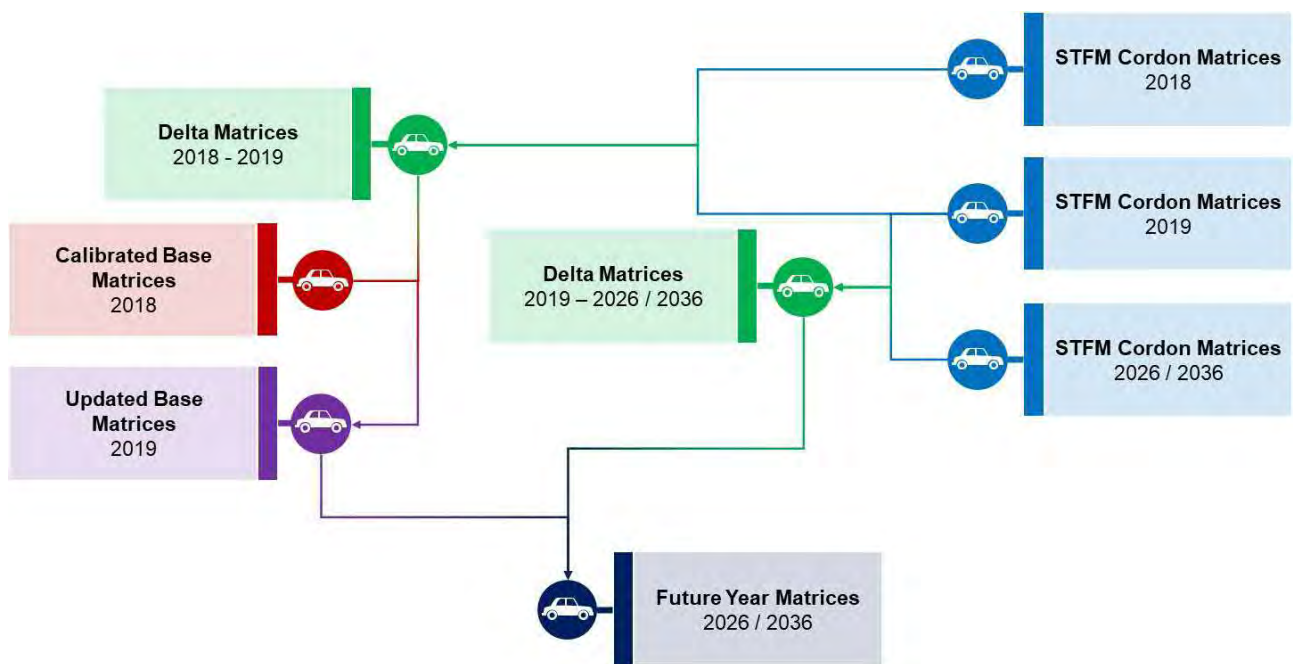 STFM Cordon Matrices
2018
Delta Matrices
2018 - 2019
STFM Cordon Matrices
2019
Calibrated Base
Matrices
2018
Delta Matrices
2019 – 2026 / 2036
STFM Cordon Matrices
2026 / 2036
Updated Base
Matrices
2019
Future Year Matrices
2026 / 2036